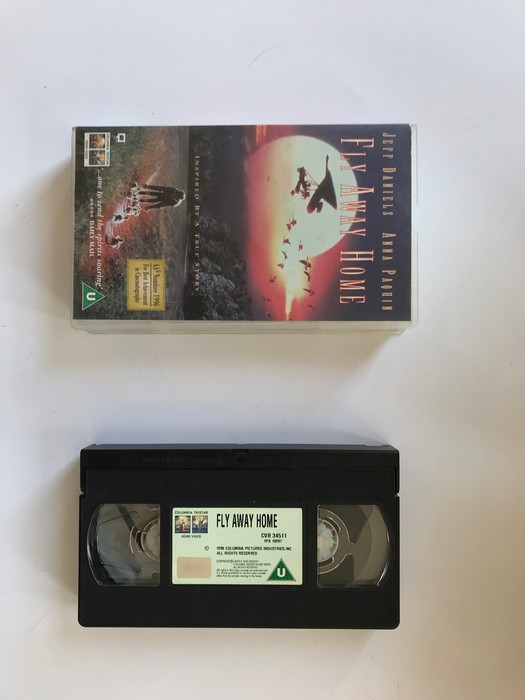 JEFF DANIELS ANNA PAQUIN
FLY AWAY HOME
INSPIRED BY A TRUE STORY
AA® Nominee 1996
For Best Achievement
In Cinematography
"...one to send the spirits soaring"
DAILY MAIL
U
COLUMBIA TRISTAR
HOME VIDEO
FLY AWAY HOME
CVR 34511
© 1996 COLUMBIA PICTURES INDUSTRIES, INC.
ALL RIGHTS RESERVED
U